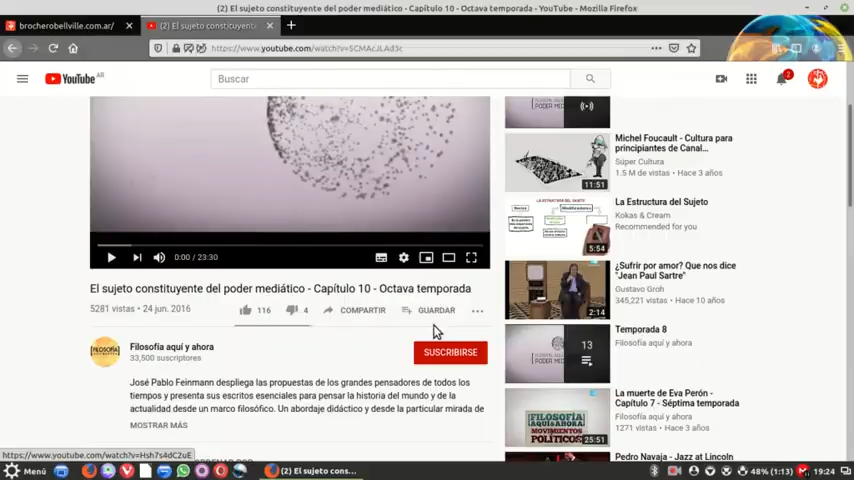 (2) El sujeto constituyente del poder mediático - Capítulo 10 - Octava temporada - YouTube - Mozilla Firefox
brocherobellville.com.ar/
(2) El sujeto constituyente
https://www.youtube.com/watch?v=SCMAcJLAd3c
YouTube AR
Buscar
2
Michel Foucault - Cultura para
principiantes de Canal...
Súper Cultura
1.5 M de vistas • Hace 3 años
11:51
La Estructura del Sujeto
Kokas & Cream
Recommended for you
5:54
¿Sufrir por amor? Que nos dice
"Jean Paul Sartre"
Gustavo Groh
345,221 vistas • Hace 10 años
2:14
0:00 / 23:30
El sujeto constituyente del poder mediático - Capítulo 10 - Octava temporada
5281 vistas • 24 jun. 2016
116
4
COMPARTIR
GUARDAR
Temporada 8
Filosofía aquí y ahora
13
Filosofía aquí y ahora
33,500 suscriptores
SUSCRIBIRSE
José Pablo Feinmann despliega las propuestas de los grandes pensadores de todos los
tiempos y presenta sus escritos esenciales para pensar la historia del mundo y de la
actualidad desde un marco filosófico. Un abordaje didáctico y desde la particular mirada de
MOSTRAR MÁS
La muerte de Eva Perón -
Capítulo 7 - Séptima temporada
Filosofía aquí y ahora
1271 vistas • Hace 3 años
FILOSOFÍA
AQUÍ & AHORA
MOVIMIENTOS
POLÍTICOS
25:51
Pedro Navaja - Jazz at Lincoln
https://www.youtube.com/watch?v=Hsh7s4dC2uE
ORDENAR POR
Menú
(2) El sujeto cons...
48% (1:13)
19:24